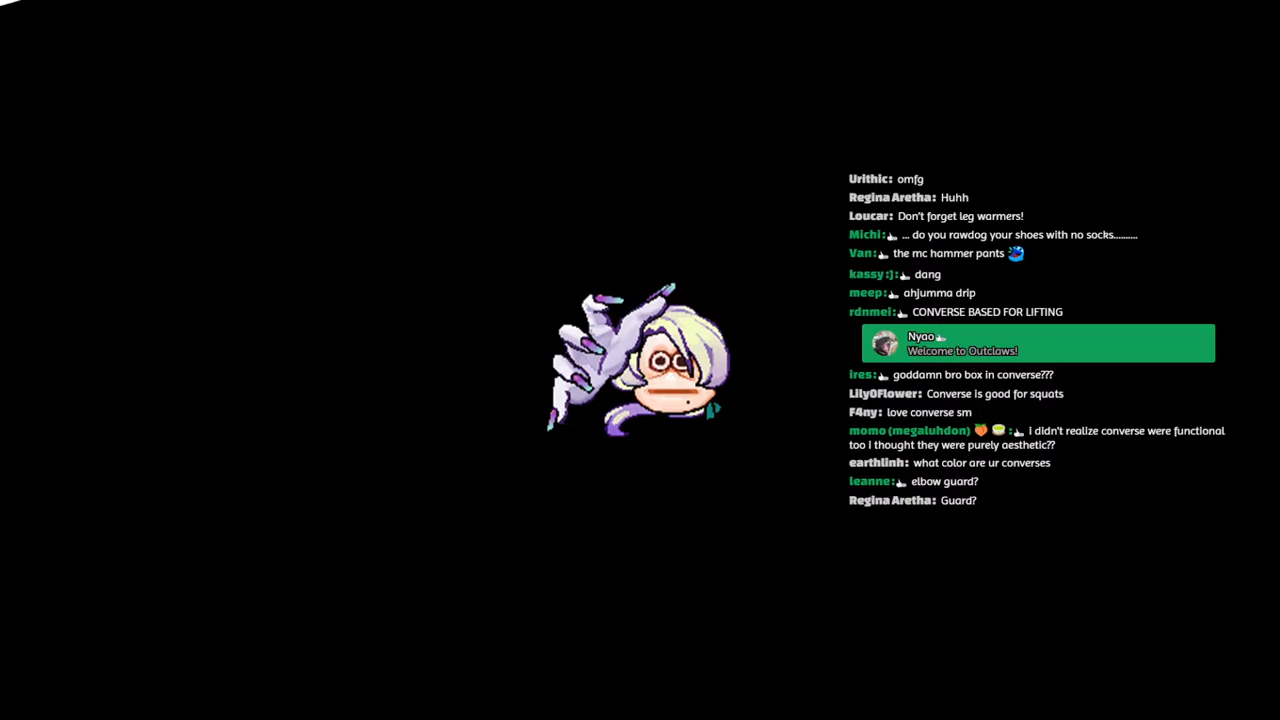 Urithic: omfg
Regina Aretha: Huhh
Loucar: Don't forget leg warmers!
Michi: ... do you rawdog your shoes with no socks..........
Van: the mc hammer pants
kassy :]: dang
meep: ahjumma drip
rdnmei: CONVERSE BASED FOR LIFTING
Nyao
Welcome to Outclaws!
ires: goddamn bro box in converse???
LilyOFlower: Converse is good for squats
F4ny: love converse sm
momo (megaluhdon) 🍑 🍵 : i didn't realize converse were functional
too i thought they were purely aesthetic??
earthlinh: what color are ur converses
leanne: elbow guard?
Regina Aretha: Guard?